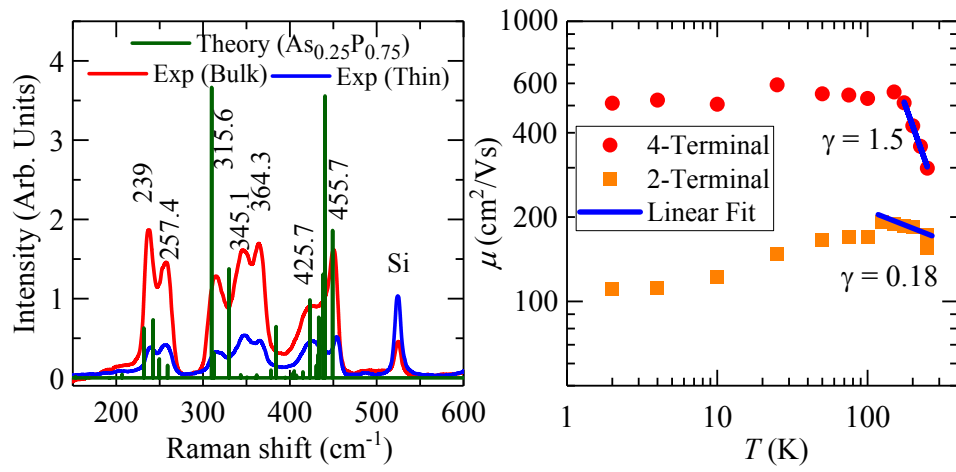 Theory (As0.25P0.75)
Exp (Bulk)
Exp (Thin)
239
257.4
315.6
345.1
364.3
425.7
455.7
Si
4
3
2
1
0
Intensity (Arb. Units)
200 300 400 500 600
Raman shift (cm-1)
1000
800
600
400
200
100
μ (cm2/Vs)
4-Terminal
2-Terminal
Linear Fit
γ = 1.5
γ = 0.18
1 10 100
T (K)